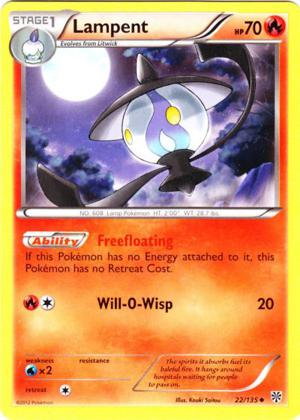 STAGE1
Lampent
HP70
Evolves from Litwick
NO. 608 Lamp Pokémon HT. 2'00" WT. 28.7 lbs.
Ability Freefloating
If this Pokémon has no Energy attached to it, this
Pokémon has no Retreat Cost.
Will-O-Wisp 20
weakness resistance
×2
retreat
The spirits it absorbs fuel its
baleful fire. It hangs around
hospitals waiting for people
to pass on.
©2012 Pokémon
Illus. Kouki Saitou
22/135